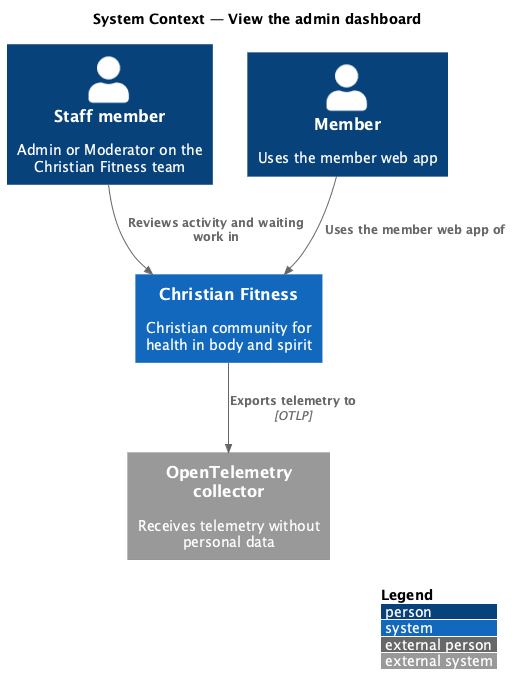 System Context — View the admin dashboard
Staff member
Admin or Moderator on the
Christian Fitness team
Member
Uses the member web app
Reviews activity and waiting
work in
Uses the member web app of
Christian Fitness
Christian community for
health in body and spirit
Exports telemetry to
[OTLP]
OpenTelemetry
collector
Receives telemetry without
personal data
Legend
person
system
external person
external system